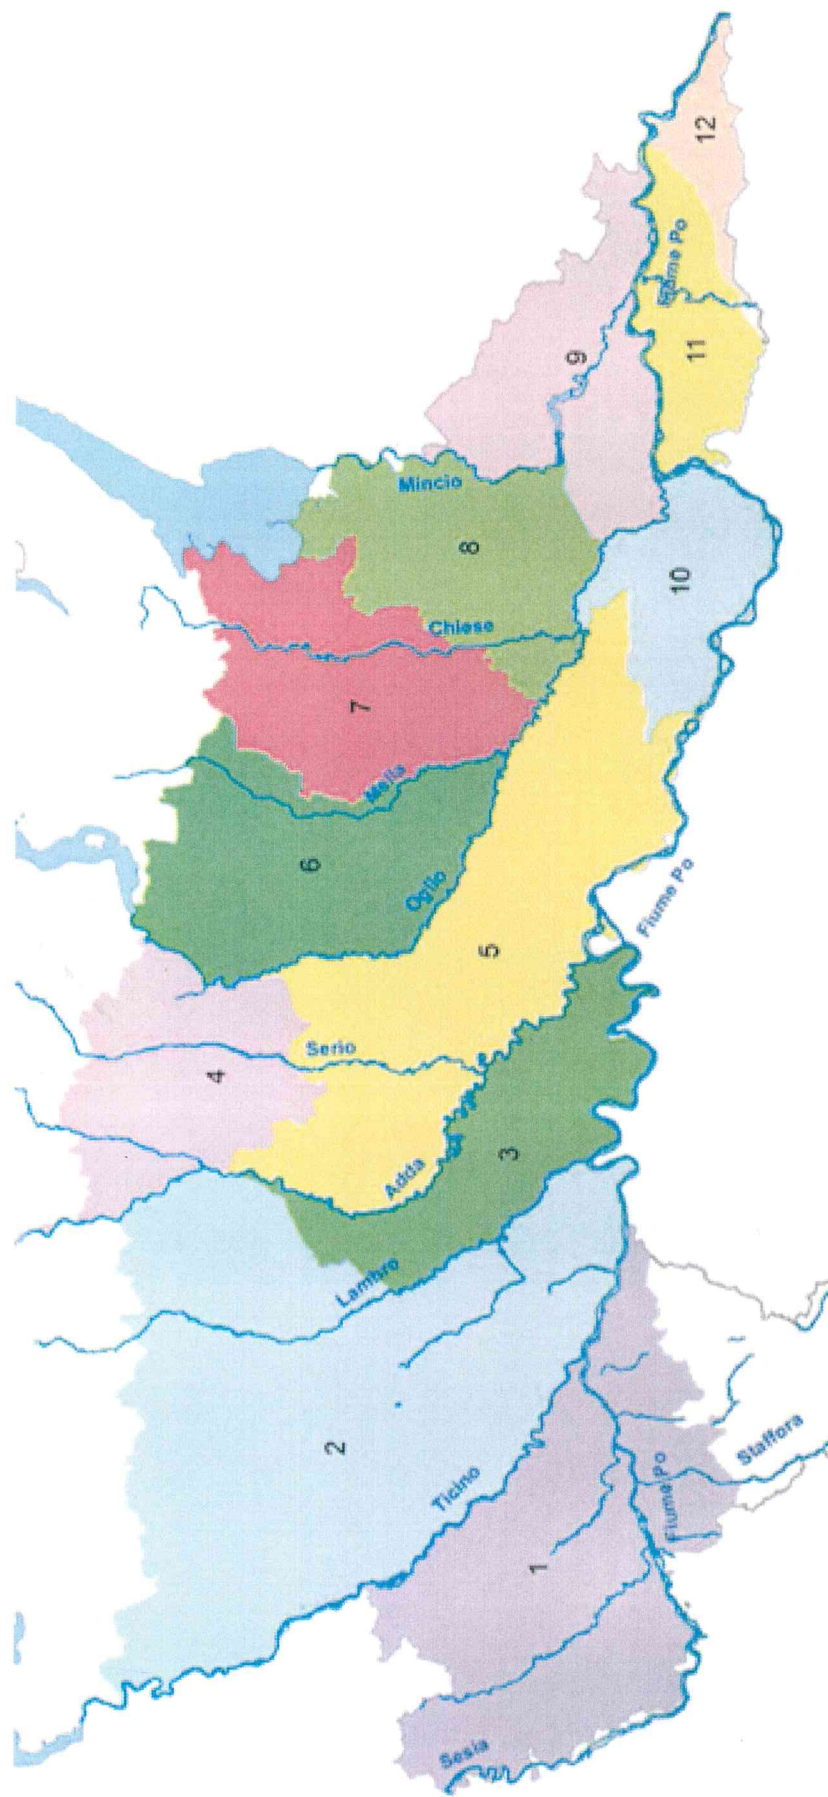 12
Fiume Po
11
9
Mincio
8
10
Chiese
7
Mella
6
Oglio
Fiume Po
5
Serio
4
Adda
3
Lambro
2
Ticino
Staffora
Fiume Po
1
Sesia